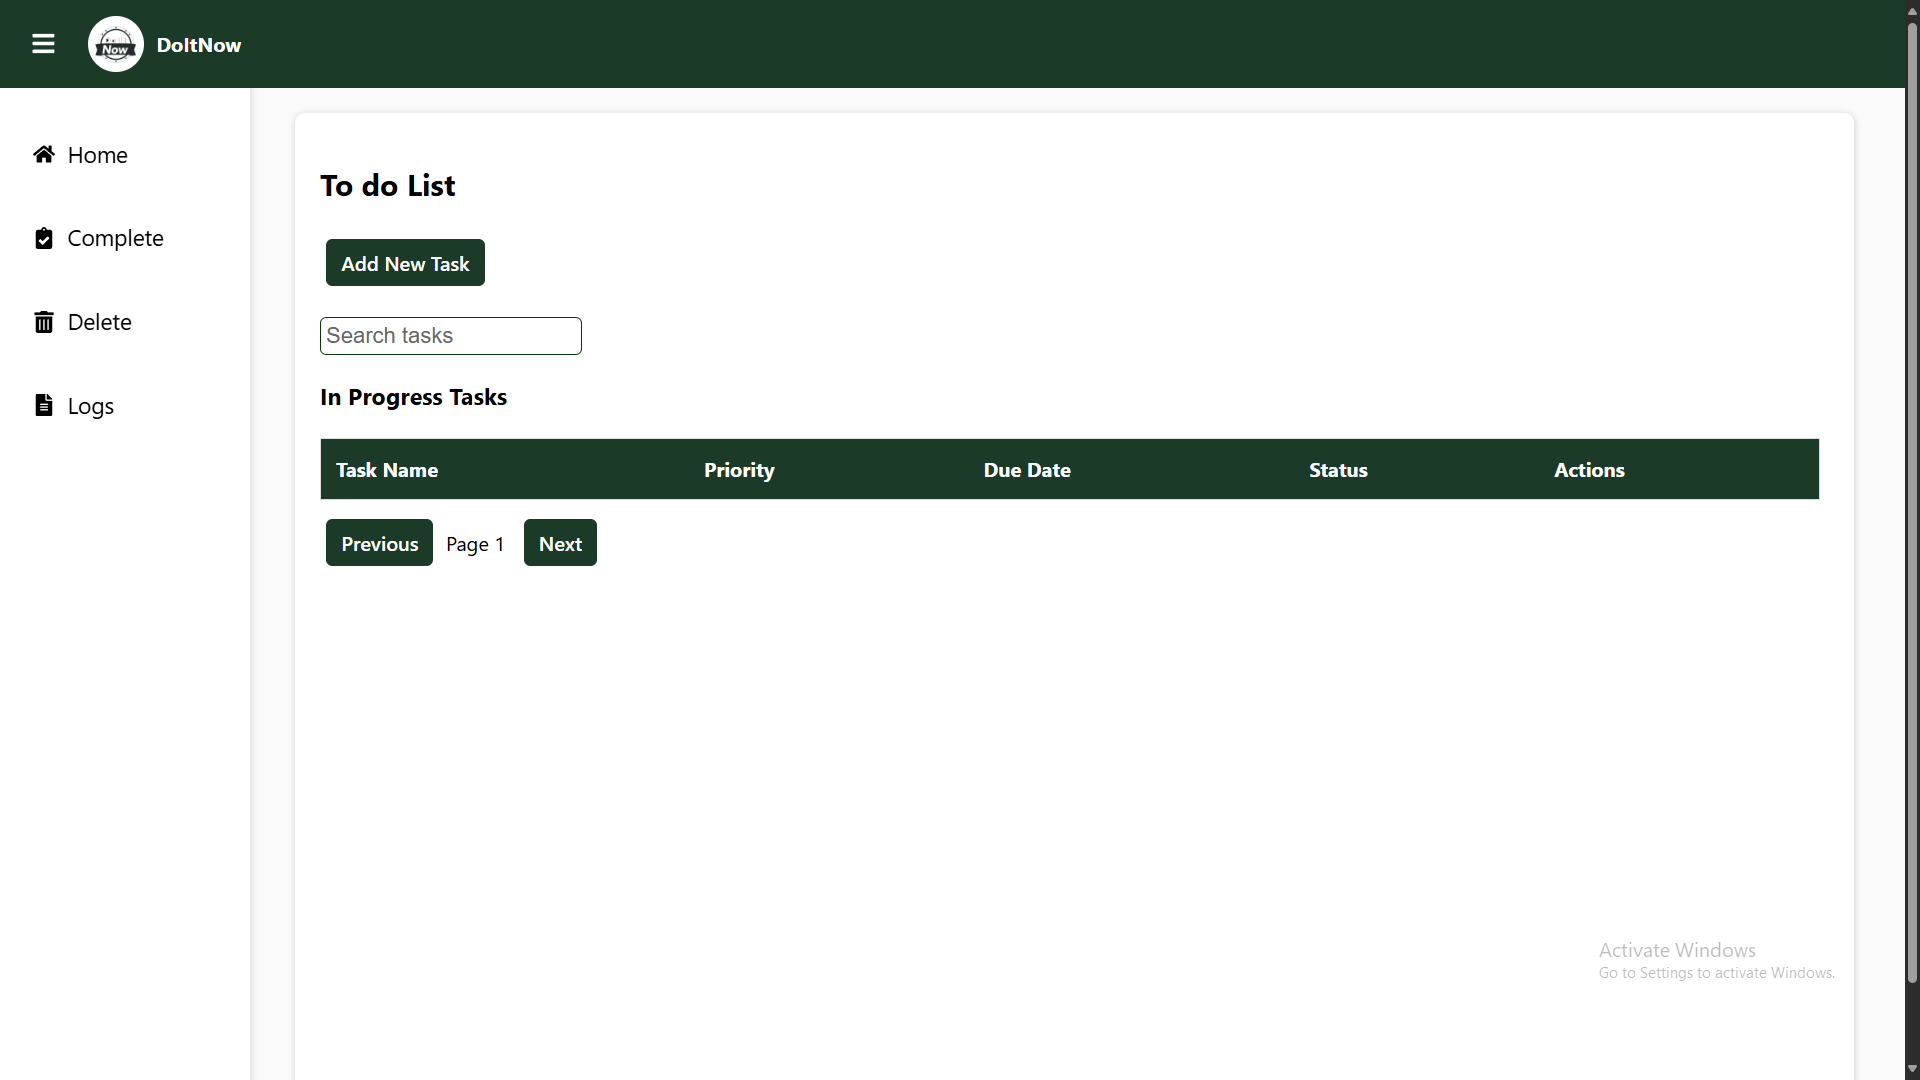 Now
DoItNow
Home
Complete
Delete
Logs
To do List
Add New Task
Search tasks
In Progress Tasks
Task Name Priority Due Date Status Actions
Previous Page 1 Next
Activate Windows
Go to Settings to activate Windows.